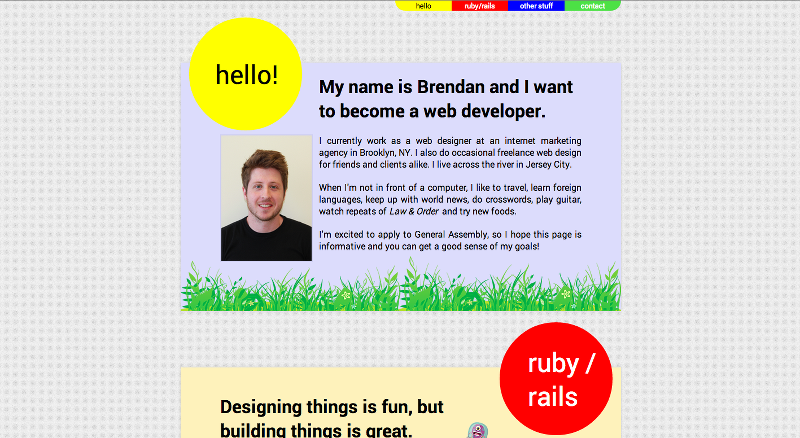 hello
ruby/rails
other stuff
contact
hello!
My name is Brendan and I want
to become a web developer.
I currently work as a web designer at an internet marketing
agency in Brooklyn, NY. I also do occasional freelance web design
for friends and clients alike. I live across the river in Jersey City.
When I'm not in front of a computer, I like to travel, learn foreign
languages, keep up with world news, do crosswords, play guitar,
watch repeats of Law & Order and try new foods.
I'm excited to apply to General Assembly, so I hope this page is
informative and you can get a good sense of my goals!
ruby /
rails
Designing things is fun, but
building things is great.